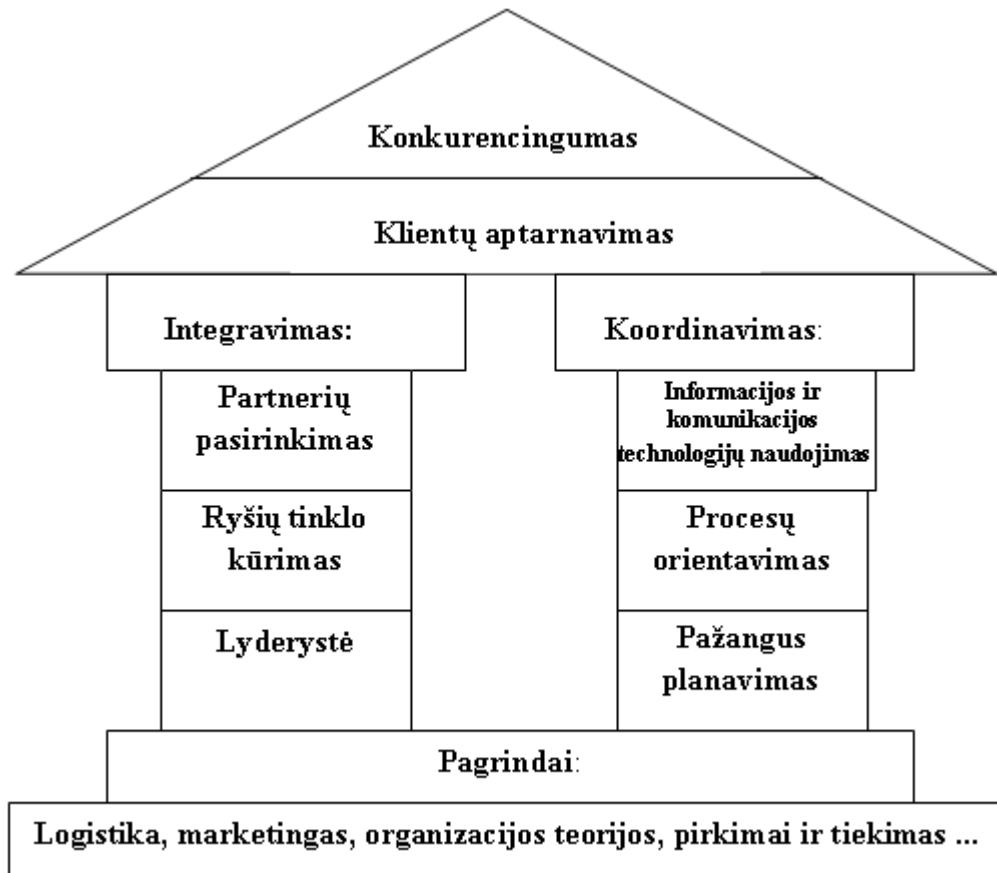 Konkurencingumas
Klientų aptarnavimas
Integravimas:
Partnerių
pasirinkimas
Ryšių tinklo
kūrimas
Lyderystė
Koordinavimas:
Informacijos ir
komunikacijos
technologijų naudojimas
Procesų
orientavimas
Pažangus
planavimas
Pagrindai:
Logistika, marketingas, organizacijos teorijos, pirkimai ir tiekimas ...